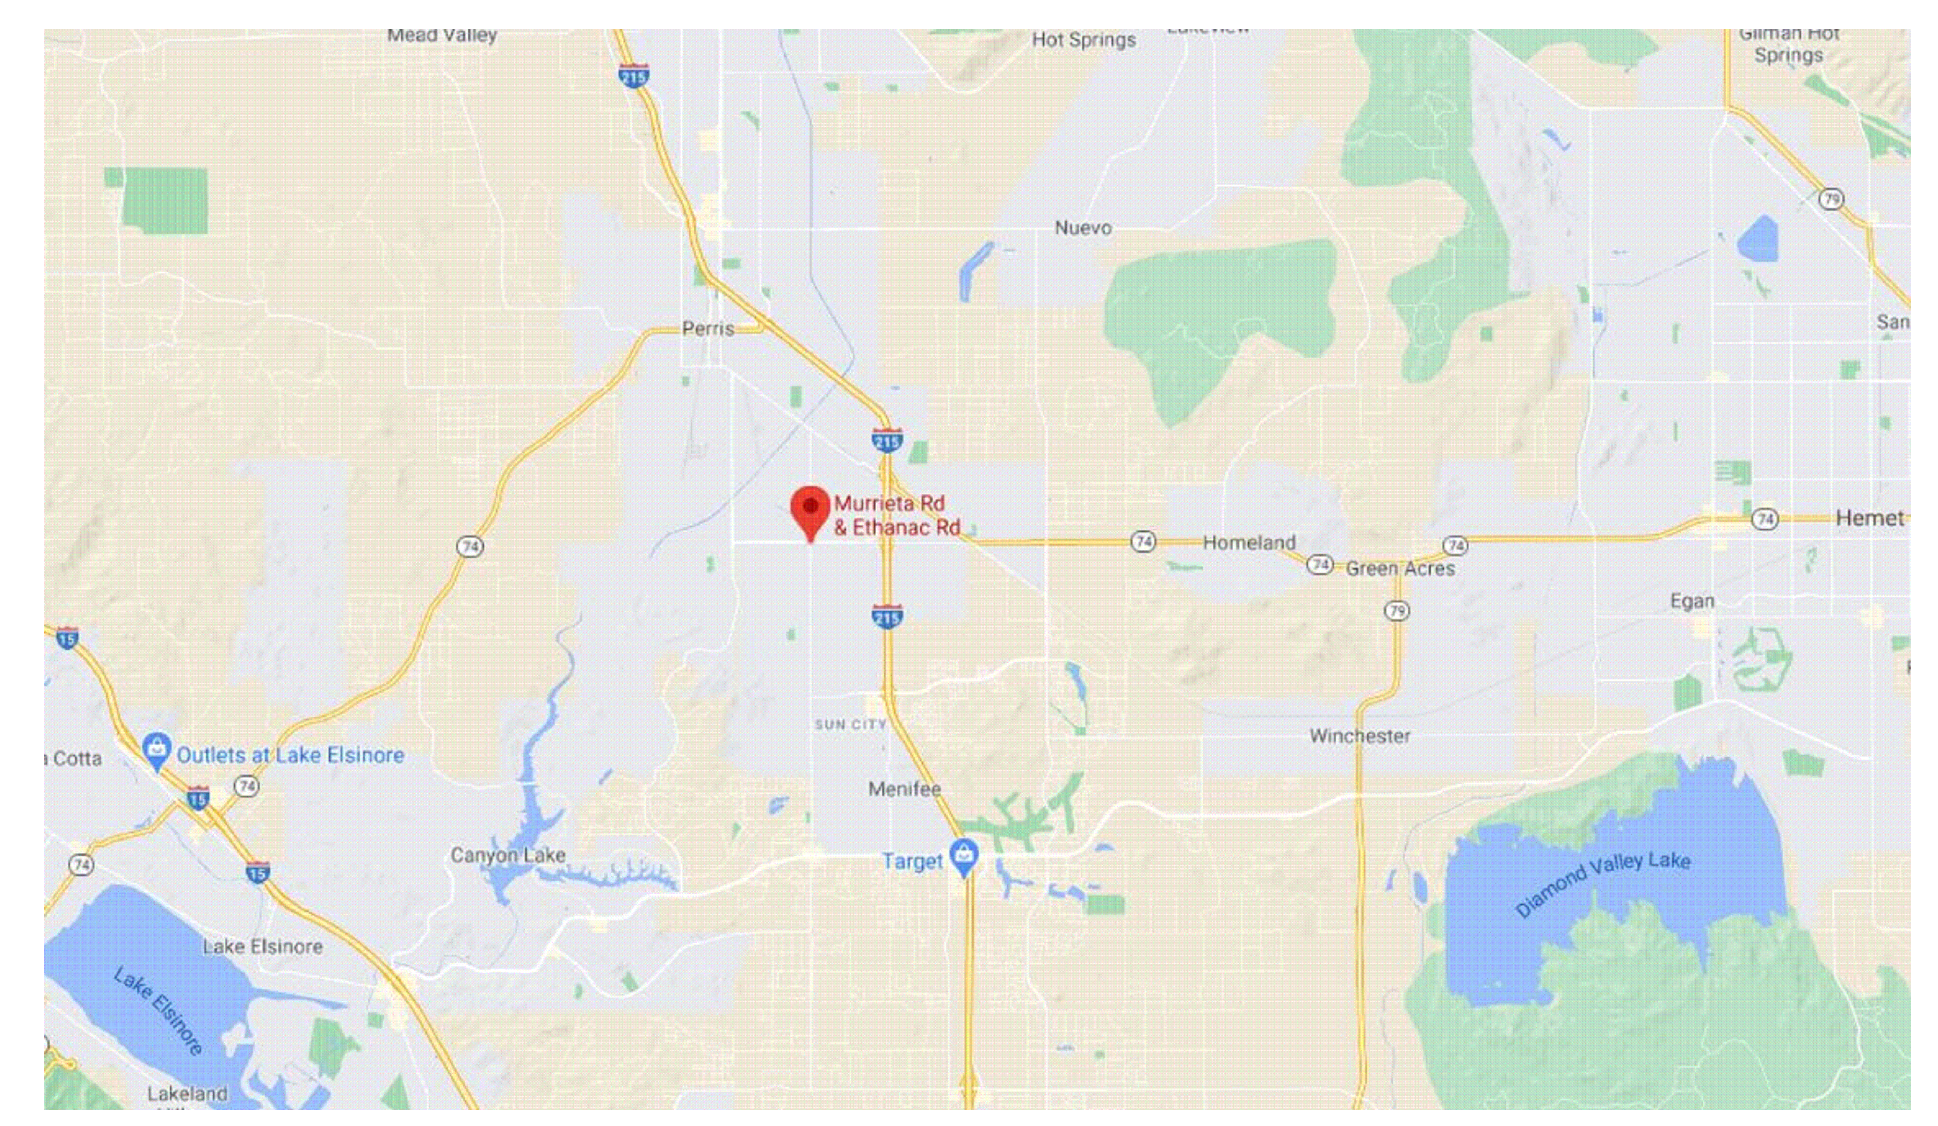 Mead Valley
215
Hot Springs
Lakeview
Gilman Hot
Springs
79
Nuevo
Perris
San
215
Murrieta Rd
& Ethanac Rd
74
74
Homeland
74
Green Acres
74
74
Hemet
79
Egan
15
215
SUN CITY
Winchester
a Cotta
Outlets at Lake Elsinore
74
15
Menifee
74
15
Canyon Lake
Target
Diamond Valley Lake
Lake Elsinore
Lake Elsinore
Lakeland